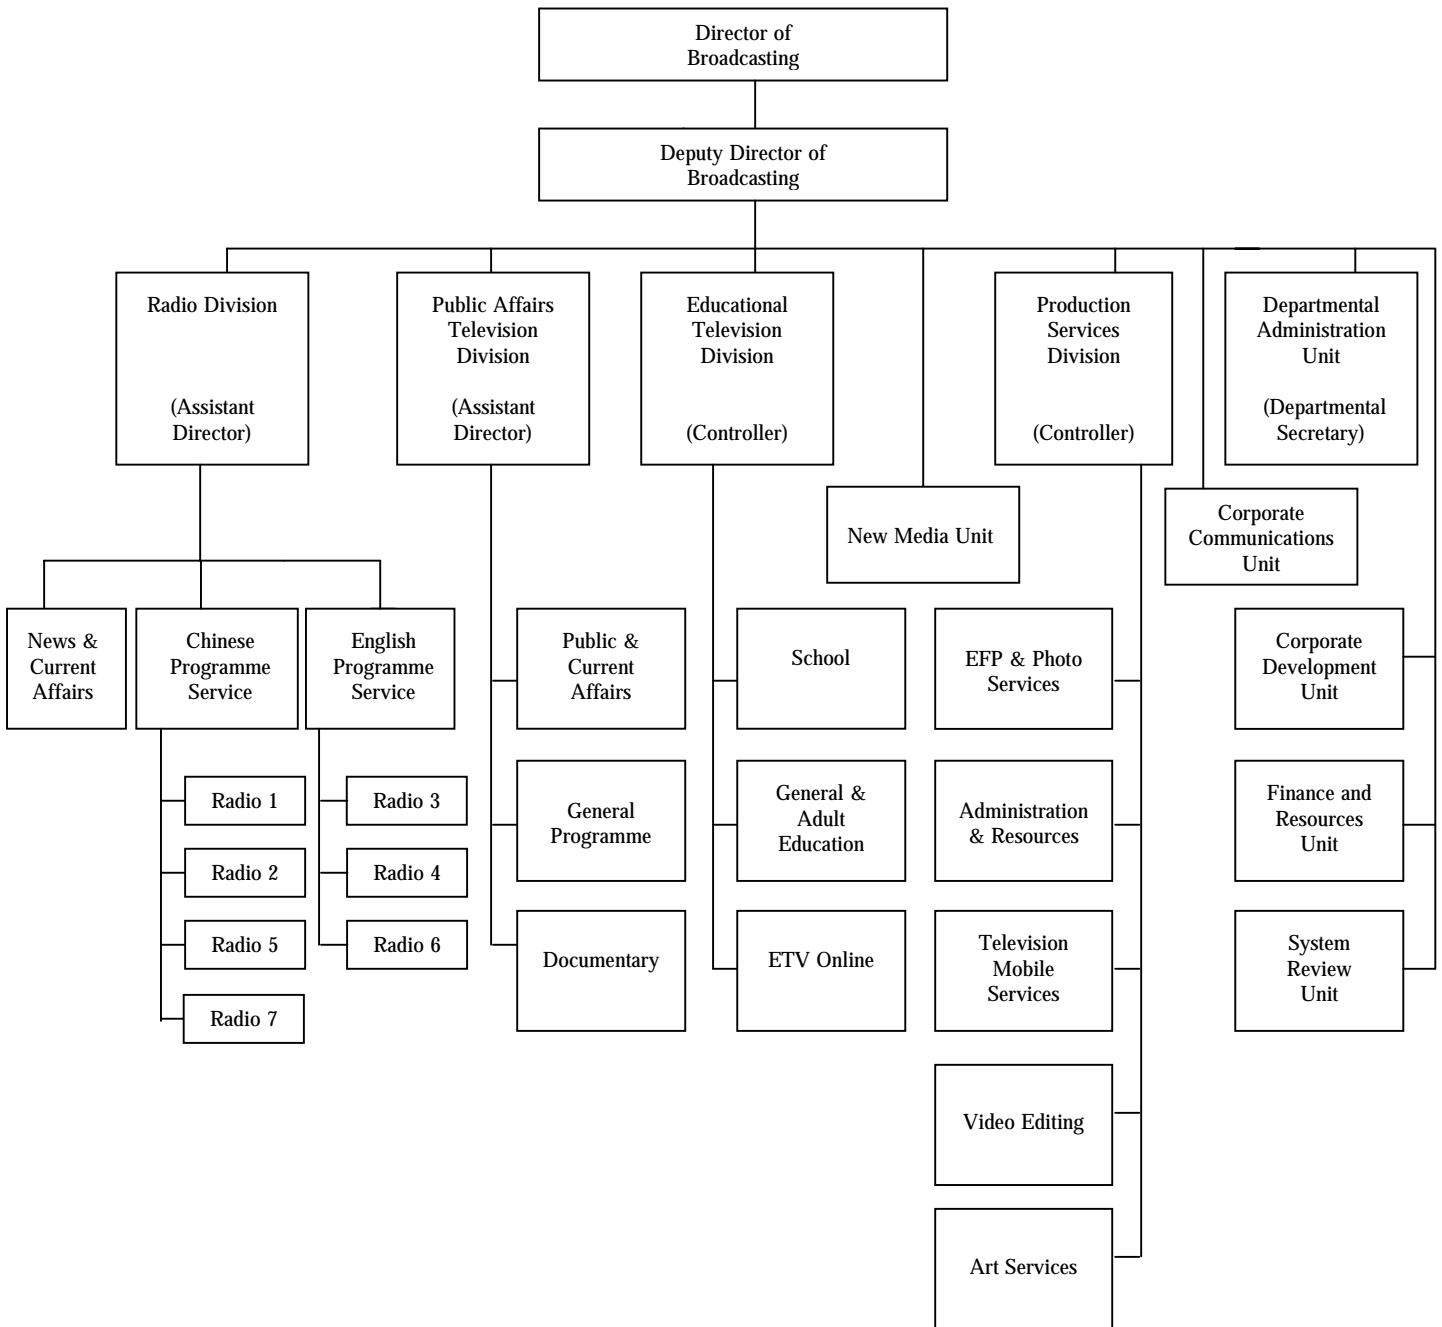 Director of
Broadcasting
Deputy Director of
Broadcasting
Radio Division
(Assistant
Director)
Public Affairs
Television
Division
(Assistant
Director)
Educational
Television
Division
(Controller)
Production
Services
Division
(Controller)
Departmental
Administration
Unit
(Departmental
Secretary)
New Media Unit
Corporate
Communications
Unit
News &
Current
Affairs
Chinese
Programme
Service
English
Programme
Service
Public &
Current
Affairs
School
EFP & Photo
Services
Corporate
Development
Unit
Radio 1
Radio 2
Radio 5
Radio 7
Radio 3
Radio 4
Radio 6
General
Programme
General &
Adult
Education
Administration
& Resources
Finance and
Resources
Unit
Documentary
ETV Online
Television
Mobile
Services
System
Review
Unit
Video Editing
Art Services